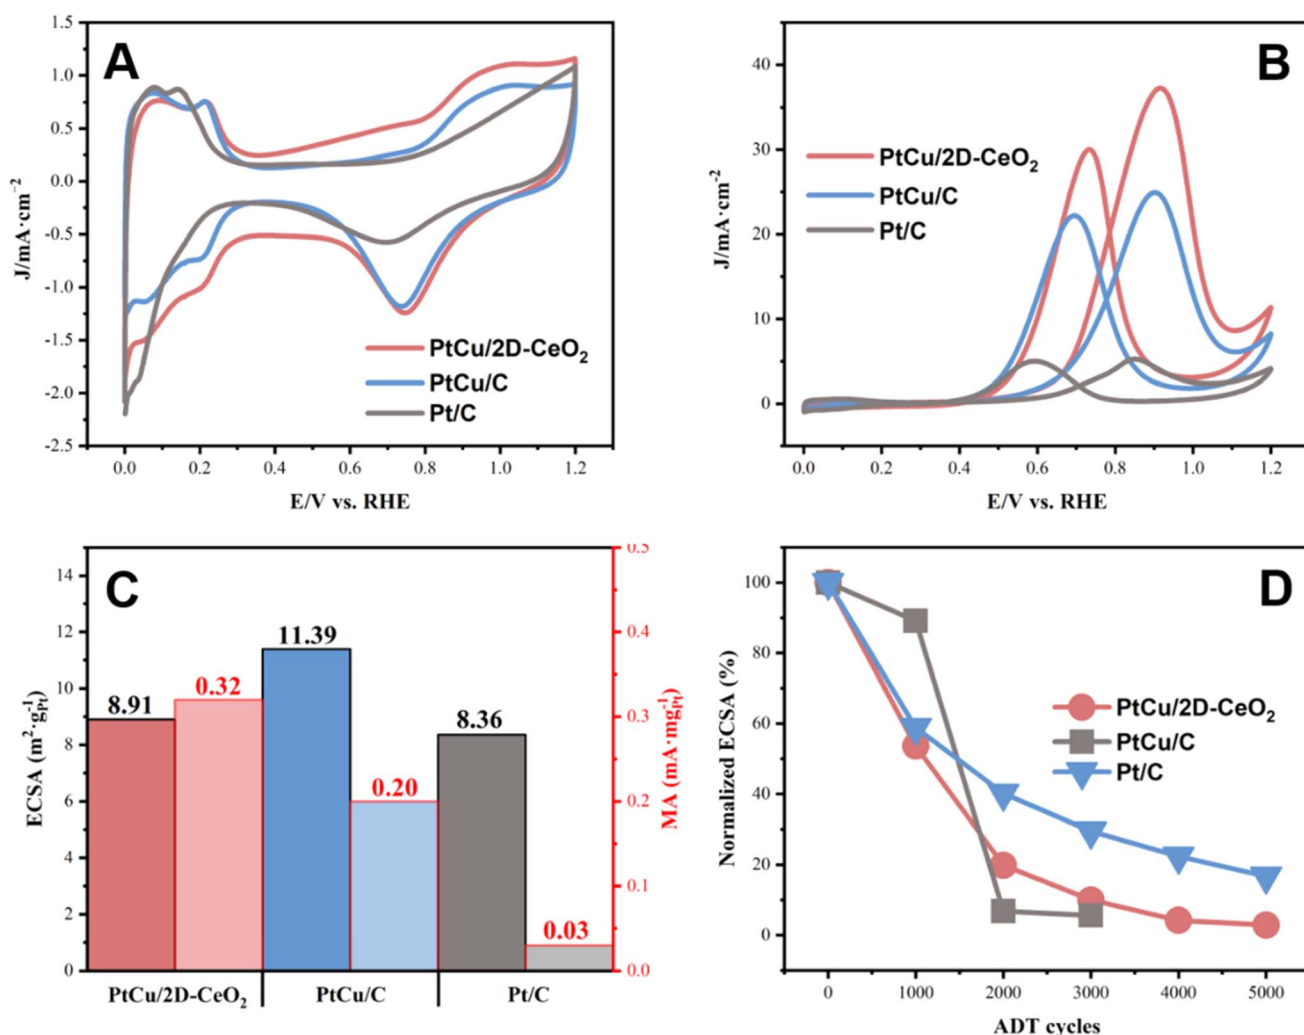 A
1.5
1.0
0.5
0.0
-0.5
-1.0
-1.5
-2.0
-2.5
J/mA·cm⁻²
PtCu/2D-CeO₂
PtCu/C
Pt/C
0.0 0.2 0.4 0.6 0.8 1.0 1.2
E/V vs. RHE
B
40
30
20
10
0
J/mA·cm⁻²
PtCu/2D-CeO₂
PtCu/C
Pt/C
0.0 0.2 0.4 0.6 0.8 1.0 1.2
E/V vs. RHE
C
14
12
10
8
6
4
2
0
ECSA (m²·g⁻¹Pt)
8.91
0.32
11.39
0.20
8.36
0.03
0.5
0.4
0.3
0.2
0.1
0.0
MA (mA·mg⁻¹Pt)
PtCu/2D-CeO₂ PtCu/C Pt/C
D
100
80
60
40
20
0
Normalized ECSA (%)
PtCu/2D-CeO₂
PtCu/C
Pt/C
0 1000 2000 3000 4000 5000
ADT cycles